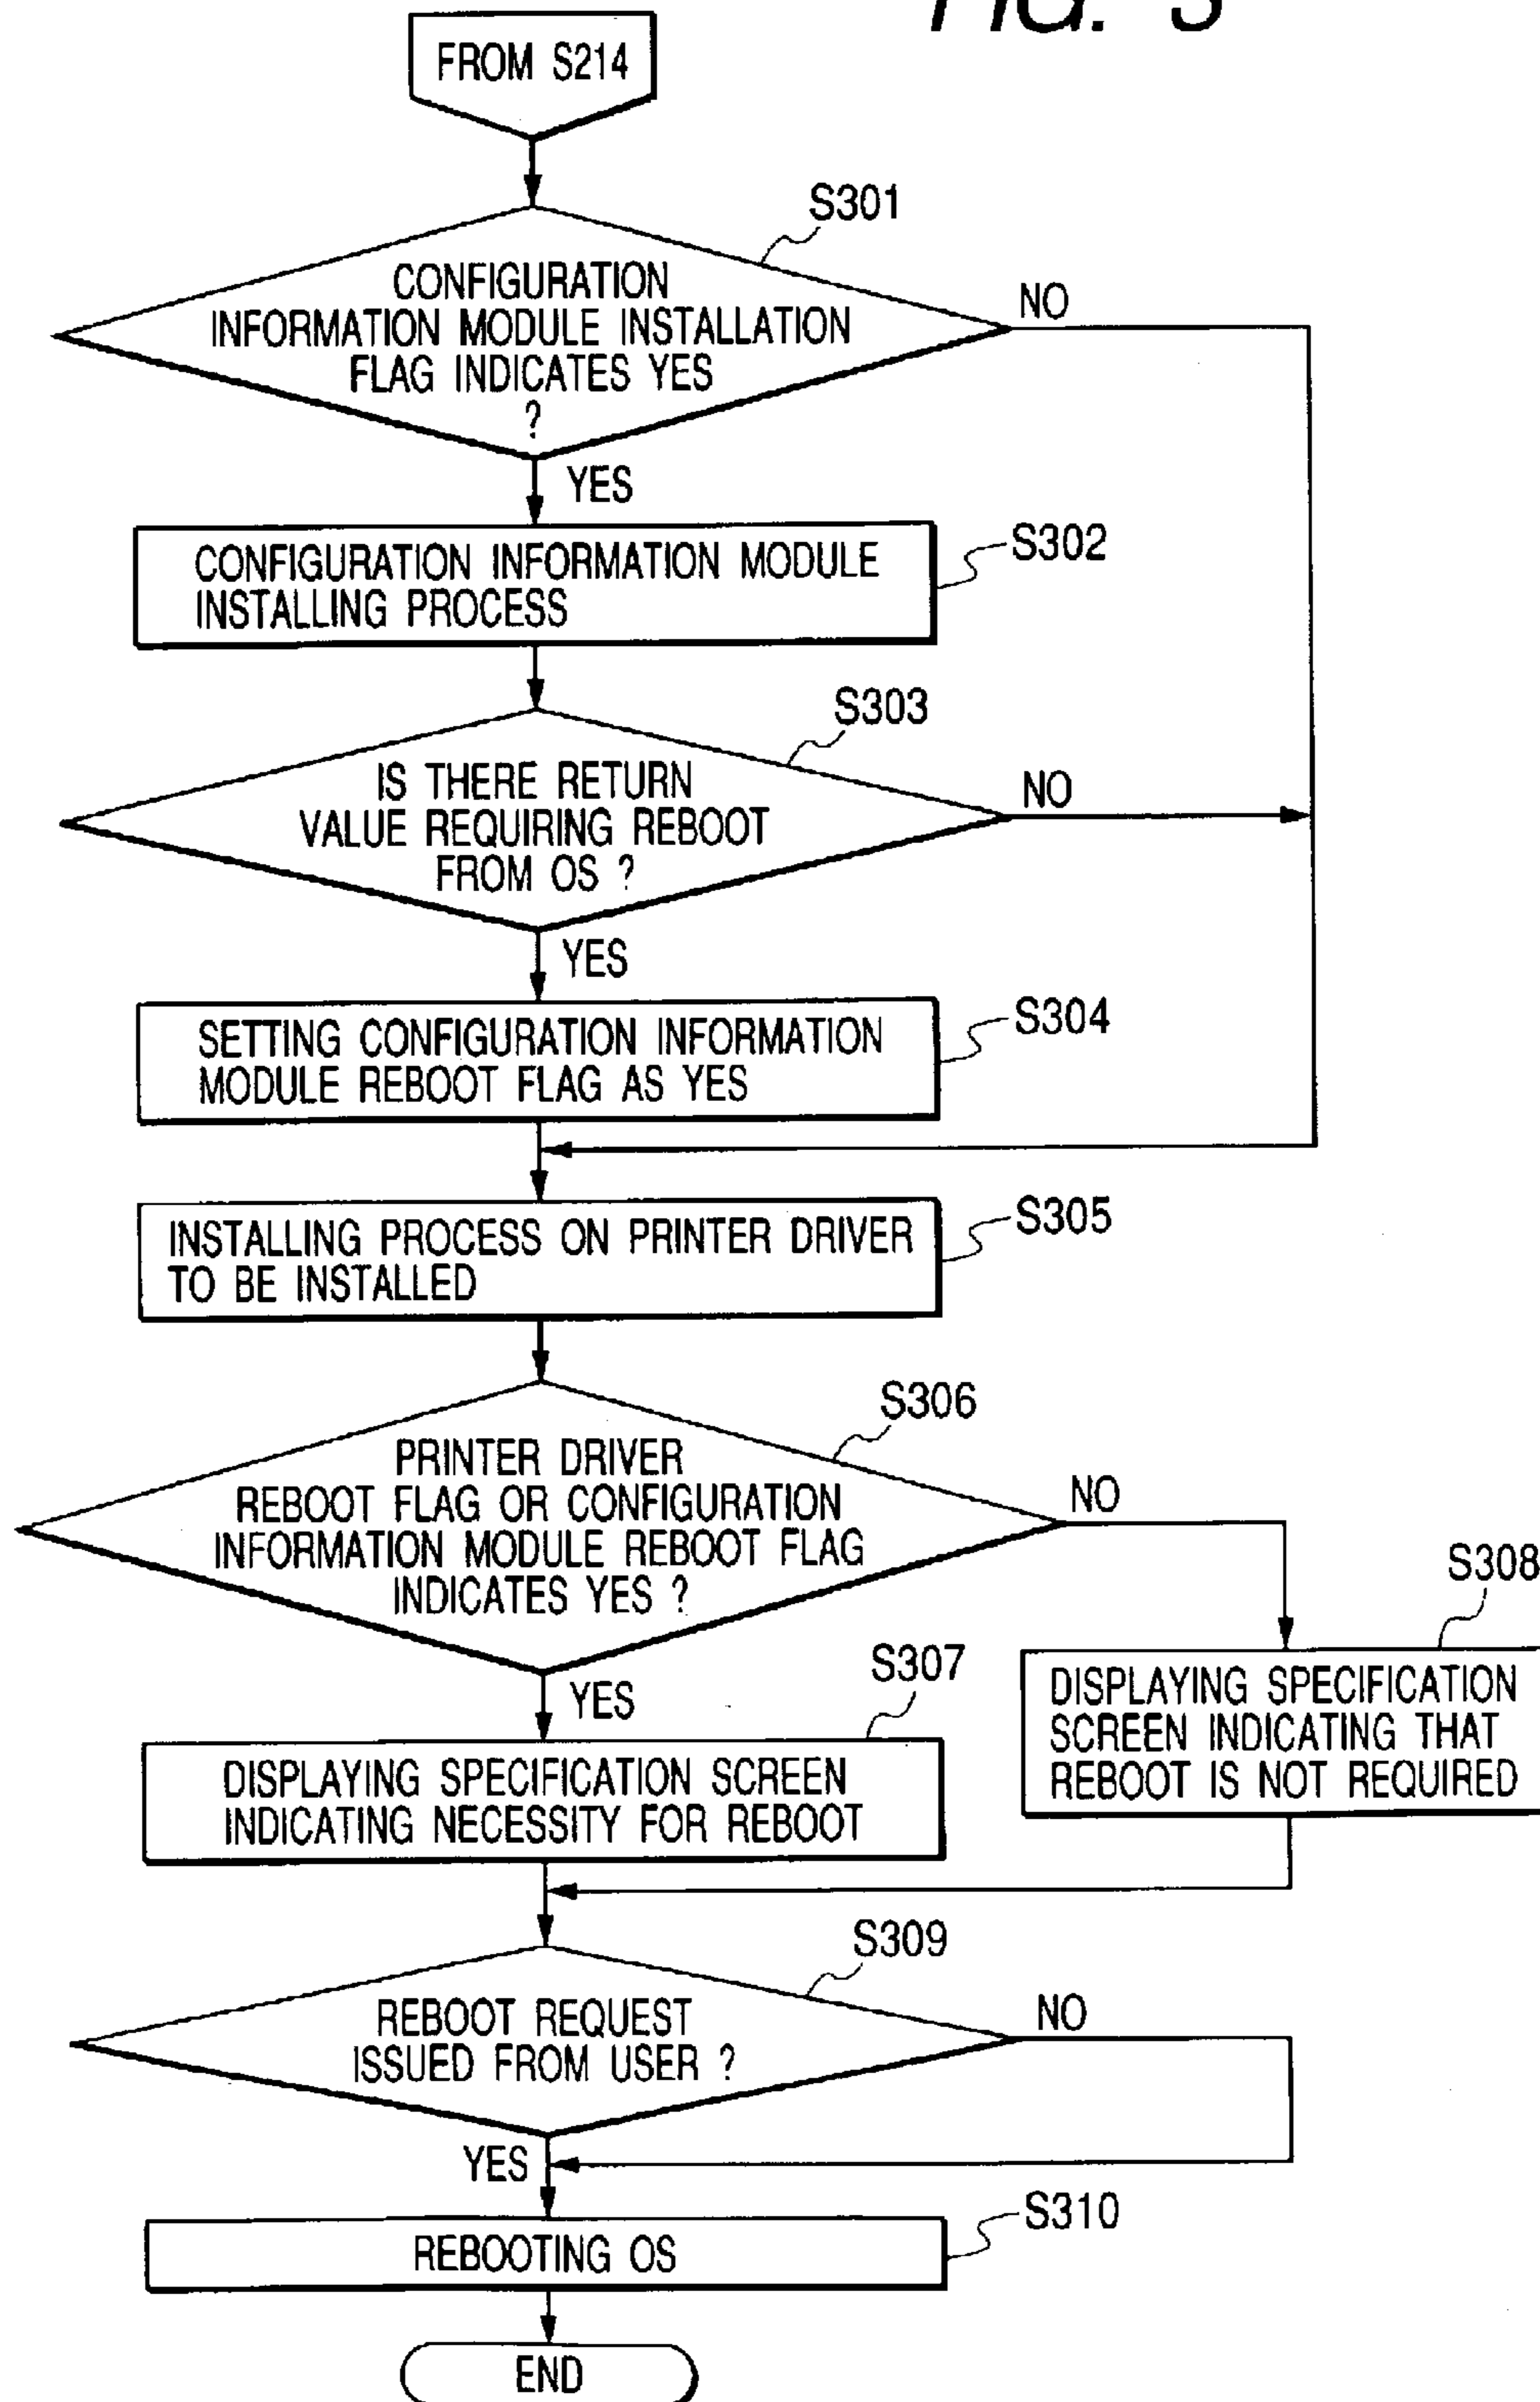 FIG. 3
FROM S214
S301
CONFIGURATION
INFORMATION MODULE INSTALLATION
FLAG INDICATES YES
?
NO
YES
S302
CONFIGURATION INFORMATION MODULE
INSTALLING PROCESS
S303
IS THERE RETURN
VALUE REQUIRING REBOOT
FROM OS ?
NO
YES
S304
SETTING CONFIGURATION INFORMATION
MODULE REBOOT FLAG AS YES
S305
INSTALLING PROCESS ON PRINTER DRIVER
TO BE INSTALLED
S306
PRINTER DRIVER
REBOOT FLAG OR CONFIGURATION
INFORMATION MODULE REBOOT FLAG
INDICATES YES ?
NO
YES
S308
DISPLAYING SPECIFICATION
SCREEN INDICATING THAT
REBOOT IS NOT REQUIRED
S307
DISPLAYING SPECIFICATION SCREEN
INDICATING NECESSITY FOR REBOOT
S309
REBOOT REQUEST
ISSUED FROM USER ?
NO
YES
S310
REBOOTING OS
END